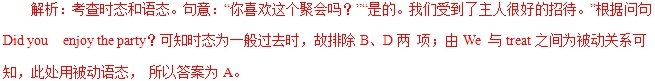 解析：考查时态和语态。句意：“你喜欢这个聚会吗？”“是的。我们受到了主人很好的招待。”根据问句
Did you enjoy the party？可知时态为一般过去时，故排除 B、D 两 项；由 We 与 treat 之间为被动关系可
知，此处用被动语态， 所以答案为 A。